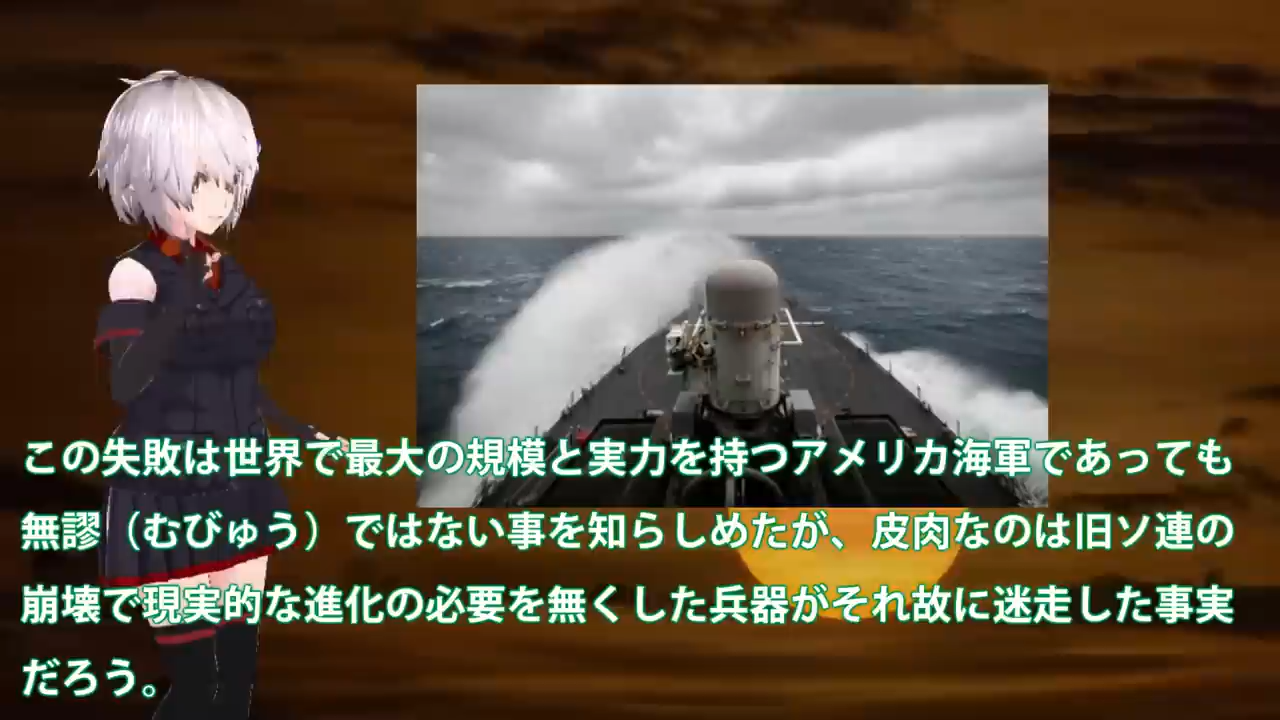 この失敗は世界で最大の規模と実力を持つアメリカ海軍であっても
無謬（むびゅう）ではない事を知らしめたが、皮肉なのは旧ソ連の
崩壊で現実的な進化の必要を無くした兵器がそれ故に迷走した事実
だろう。